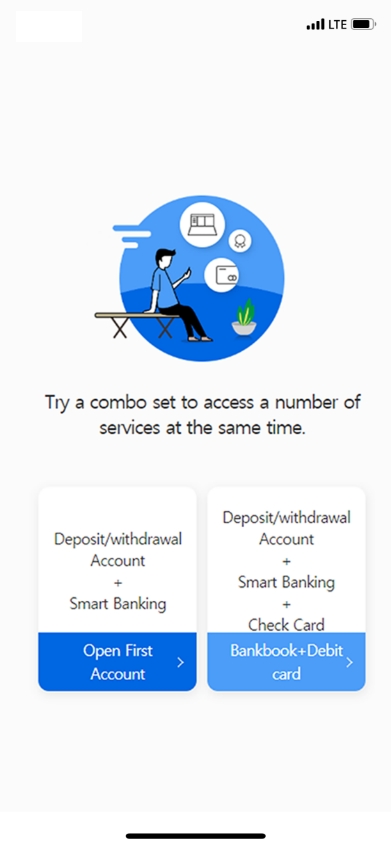 LTE
Try a combo set to access a number of
services at the same time.
Deposit/withdrawal
Account
+
Smart Banking
Open First
Account
Deposit/withdrawal
Account
+
Smart Banking
+
Check Card
Bankbook+Debit
card